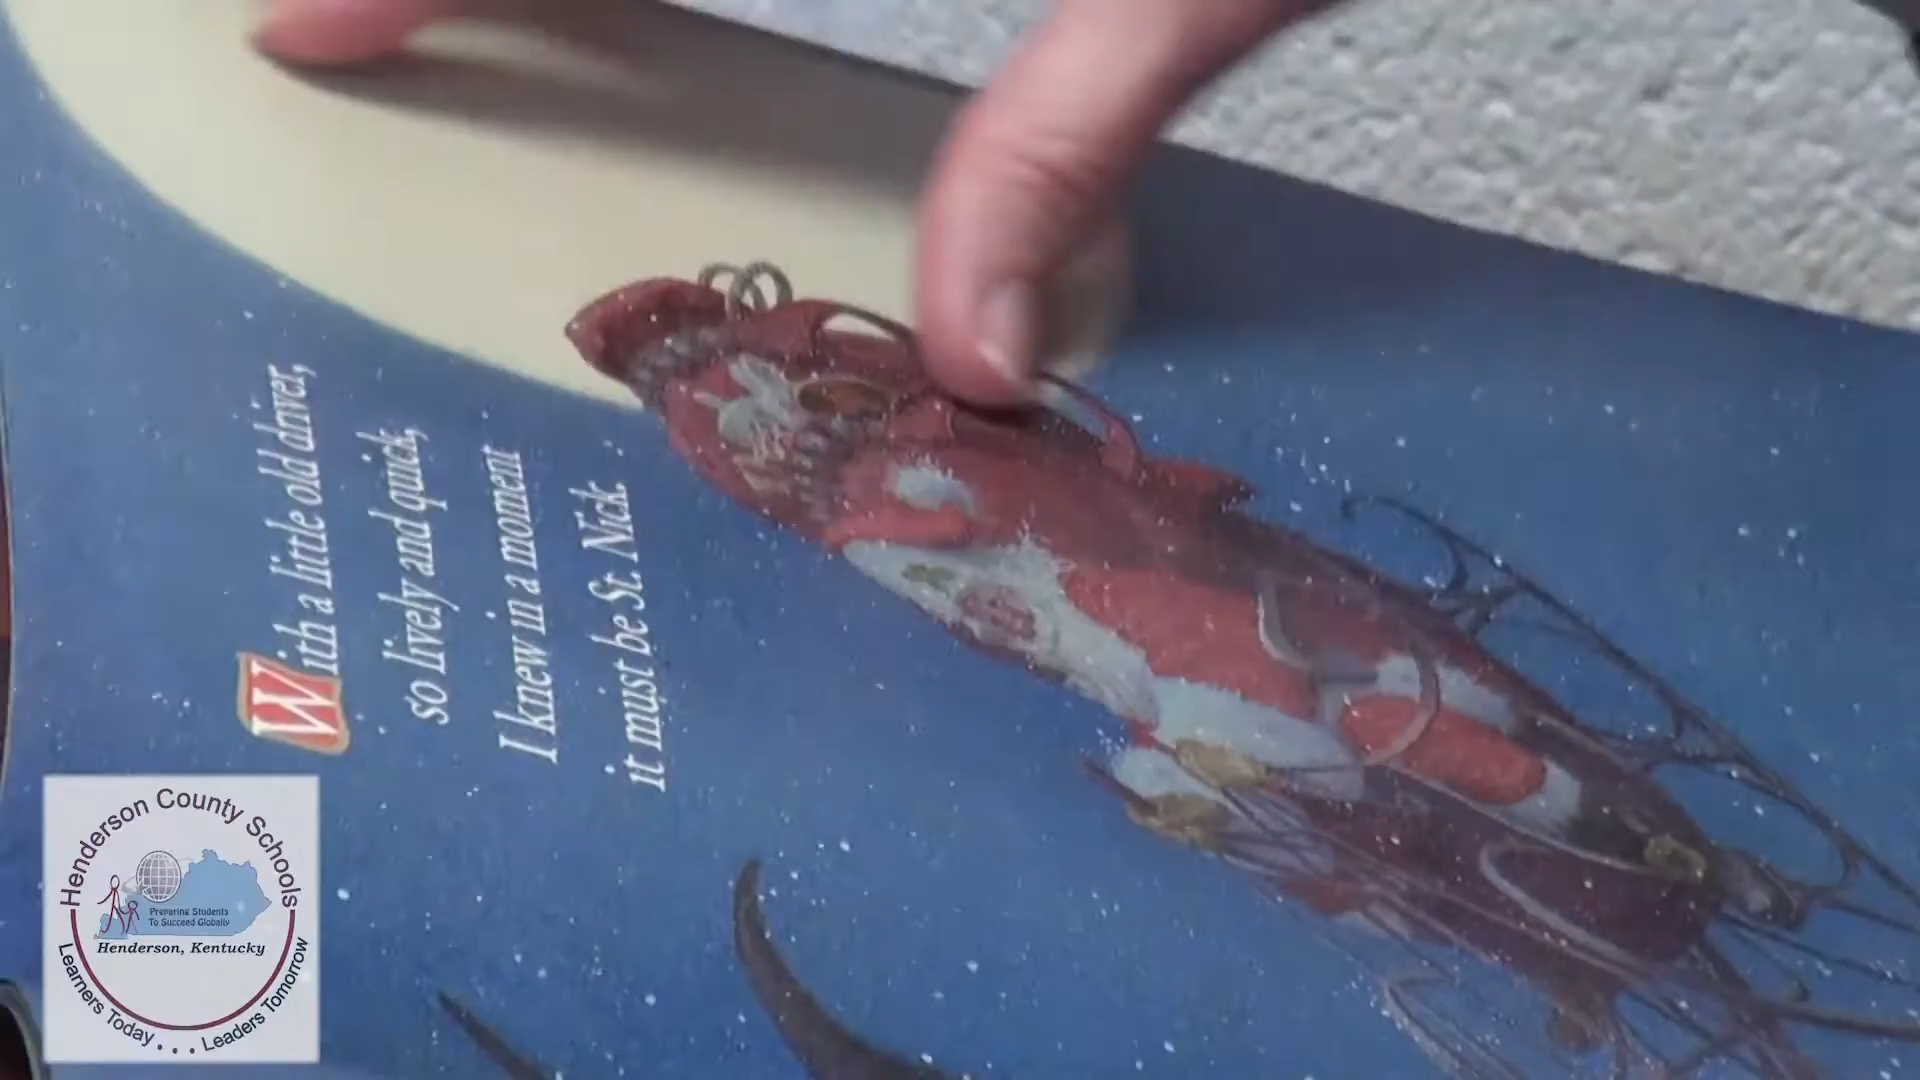 With a little old driver,
so lively and quick,
I knew in a moment
it must be St. Nick.
Henderson County Schools
Preparing Students
To Succeed Globally
Henderson, Kentucky
Learners Today . . . Leaders Tomorrow